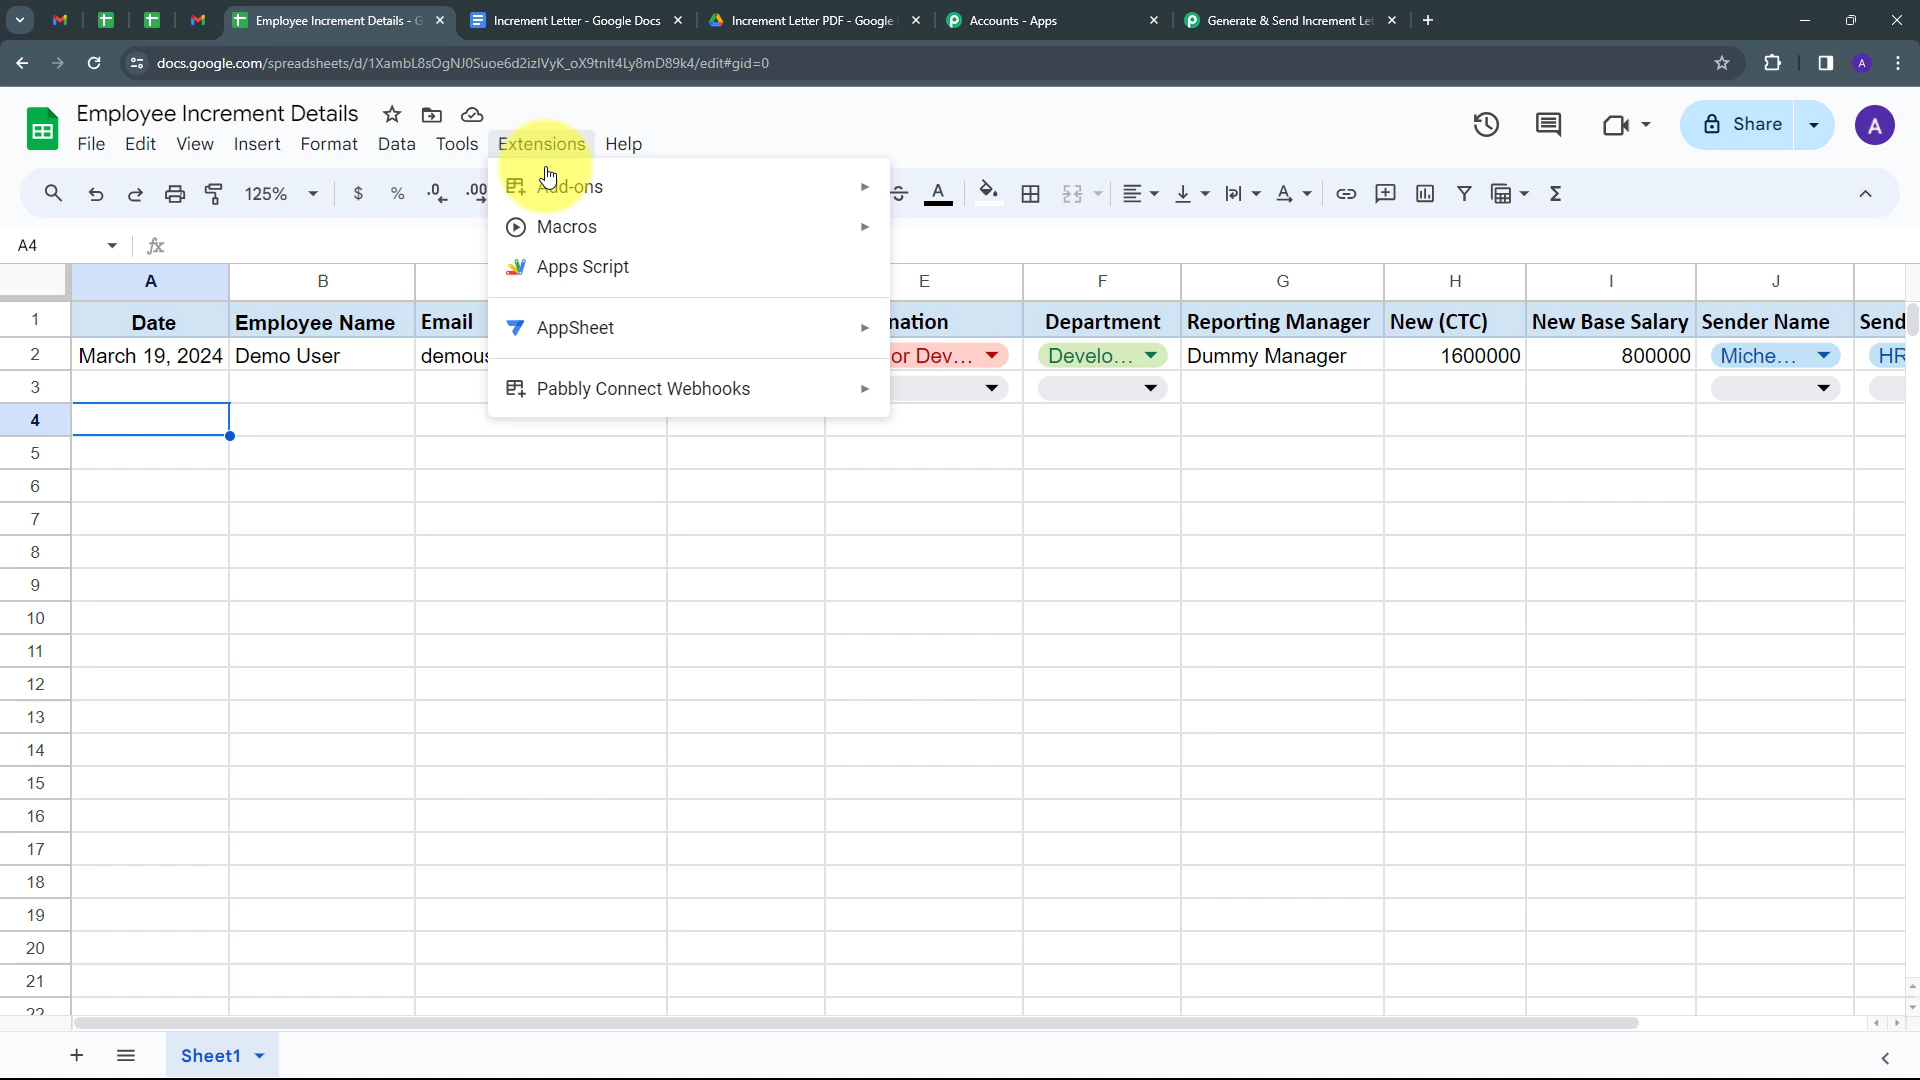 Employee Increment Details - G
Increment Letter - Google Docs
Increment Letter PDF - Google
Accounts - Apps
Generate & Send Increment Let
docs.google.com/spreadsheets/d/1XambL8sOgNJ0Suoe6d2izlVyK_oX9tnlt4Ly8mD89k4/edit#gid=0
A
Employee Increment Details
File Edit View Insert Format Data Tools Extensions Help
Share
A
125%
$ % .0 .00
A
Add-ons
Macros
Apps Script
AppSheet
Pabbly Connect Webhooks
A4
fx
A B E F G H I J
1 Date Employee Name Email nation Department Reporting Manager New (CTC) New Base Salary Sender Name Send
2 March 19, 2024 Demo User demous or Dev... Develo... Dummy Manager 1600000 800000 Miche... HR
3
4
5
6
7
8
9
10
11
12
13
14
15
16
17
18
19
20
21
22
Sheet1